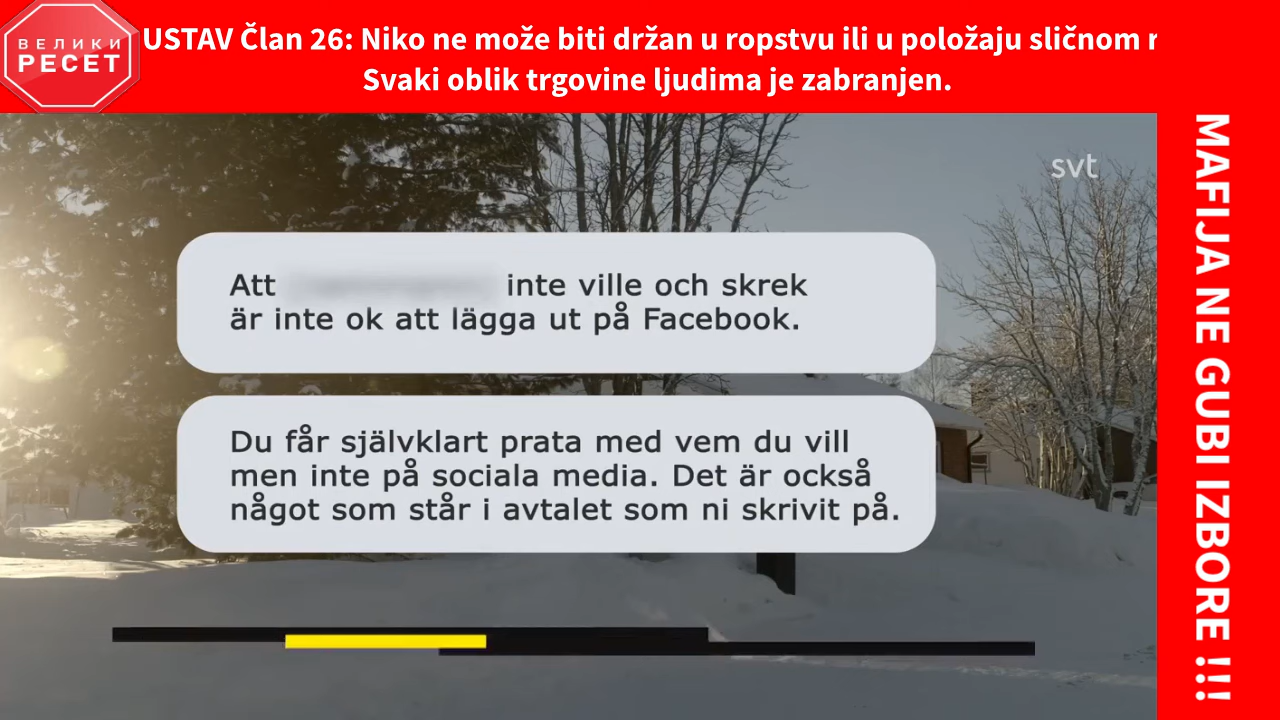 ВЕЛИКИ
РЕСЕТ
USTAV Član 26: Niko ne može biti držan u ropstvu ili u položaju sličnom
Svaki oblik trgovine ljudima je zabranjen.
svt
Att inte ville och skrek
är inte ok att lägga ut på Facebook.
Du får självklart prata med vem du vill
men inte på sociala media. Det är också
något som står i avtalet som ni skrivit på.
MAFIJA NE GUBI IZBORE !!!